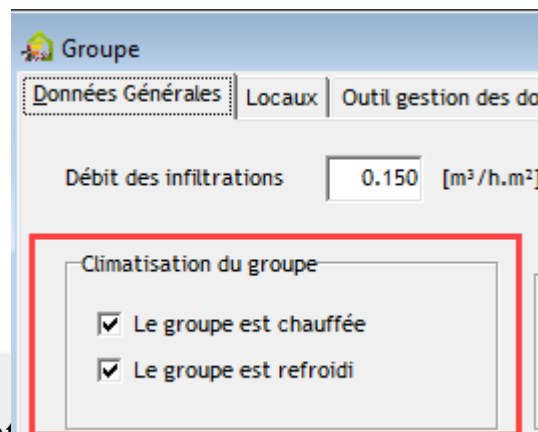 Groupe
Données Générales Locaux Outil gestion des do
Débit des infiltrations 0.150 [m³/h.m²]
Climatisation du groupe
Le groupe est chauffée
Le groupe est refroidi